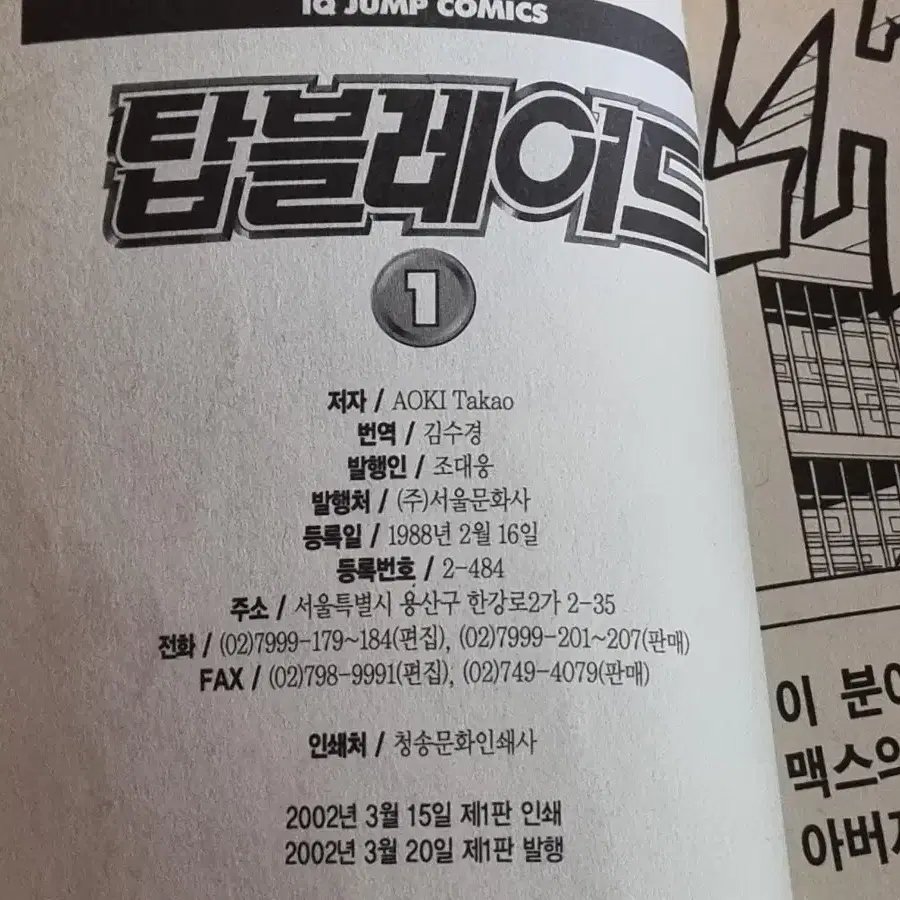 IQ JUMP COMICS
탑블레이드
1
저자 / AOKI Takao
번역 / 김수경
발행인 / 조대웅
발행처 / (주)서울문화사
등록일 / 1988년 2월 16일
등록번호 / 2-484
주소 / 서울특별시 용산구 한강로2가 2-35
전화 / (02)7999-179~184(편집), (02)7999-201~207(판매)
FAX / (02)798-9991(편집), (02)749-4079(판매)
인쇄처 / 청송문화인쇄사
2002년 3월 15일 제1판 인쇄
2002년 3월 20일 제1판 발행
이 분이
맥스의
아버지